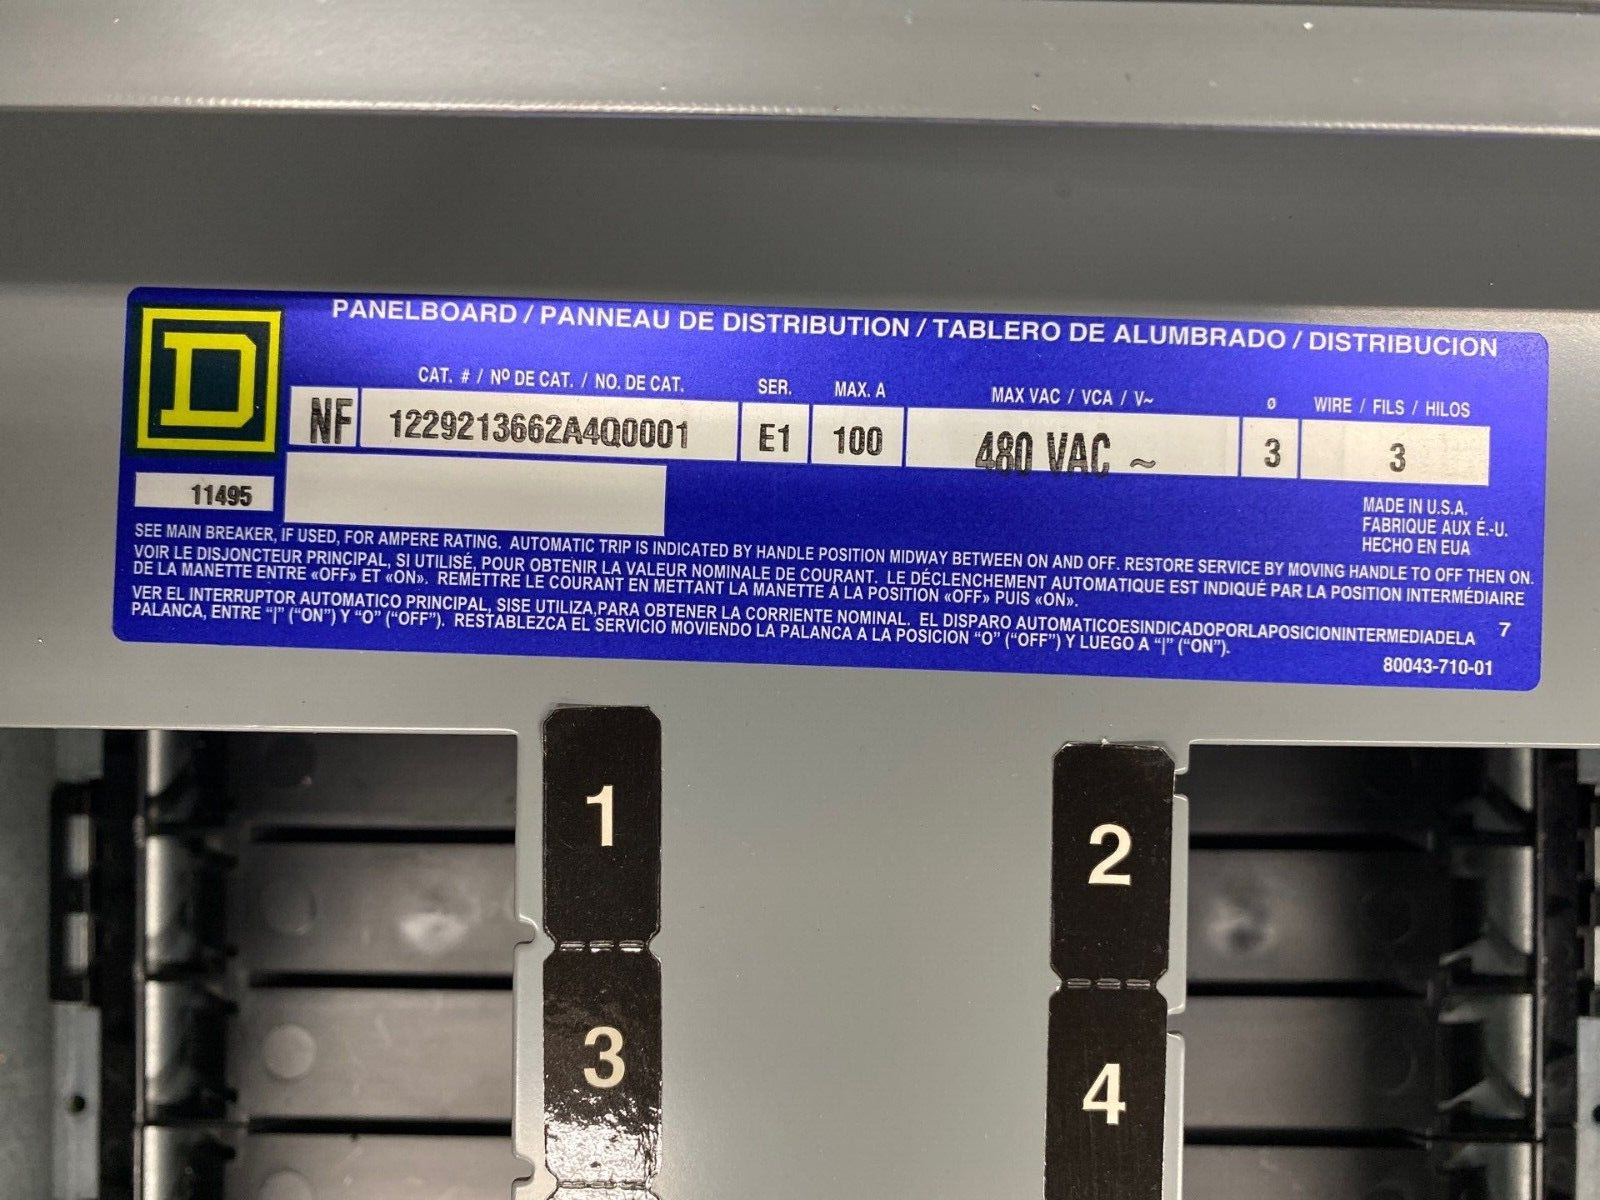 PANELBOARD / PANNEAU DE DISTRIBUTION / TABLERO DE ALUMBRADO / DISTRIBUCION
D
CAT. # / Nº DE CAT. / NO. DE CAT. SER. MAX. A MAX VAC / VCA / V~ ø WIRE / FILS / HILOS
NF 1229213662A4Q0001 E1 100 480 VAC ~ 3 3
11495
MADE IN U.S.A.
FABRIQUE AUX É.-U.
HECHO EN EUA
SEE MAIN BREAKER, IF USED, FOR AMPERE RATING. AUTOMATIC TRIP IS INDICATED BY HANDLE POSITION MIDWAY BETWEEN ON AND OFF. RESTORE SERVICE BY MOVING HANDLE TO OFF THEN ON.
VOIR LE DISJONCTEUR PRINCIPAL, SI UTILISÉ, POUR OBTENIR LA VALEUR NOMINALE DE COURANT. LE DÉCLENCHEMENT AUTOMATIQUE EST INDIQUÉ PAR LA POSITION INTERMÉDIAIRE
DE LA MANETTE ENTRE «OFF» ET «ON». REMETTRE LE COURANT EN METTANT LA MANETTE À LA POSITION «OFF» PUIS «ON».
VER EL INTERRUPTOR AUTOMATICO PRINCIPAL, SISE UTILIZA,PARA OBTENER LA CORRIENTE NOMINAL. EL DISPARO AUTOMATICOESINDICADOPORLAPOSICIONINTERMEDIADELA 7
PALANCA, ENTRE "|" ("ON") Y "O" ("OFF"). RESTABLEZCA EL SERVICIO MOVIENDO LA PALANCA A LA POSICION "O" ("OFF") Y LUEGO A "|" ("ON").
80043-710-01
1
2
3
4